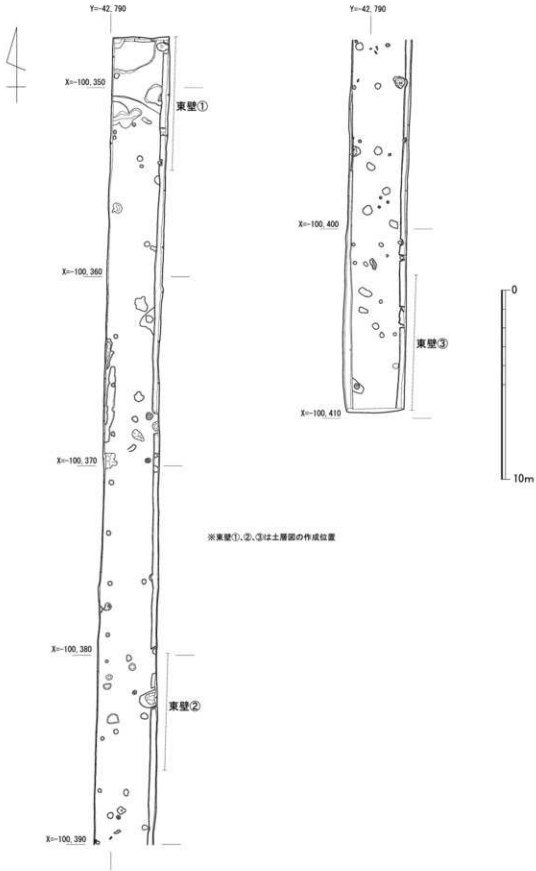 Y=-42,790
X=-100,350
東壁①
X=-100,360
X=-100,370
X=-100,380
東壁②
X=-100,390
Y=-42,790
X=-100,400
東壁③
X=-100,410
0
10m
※東壁①、②、③は土層図の作成位置